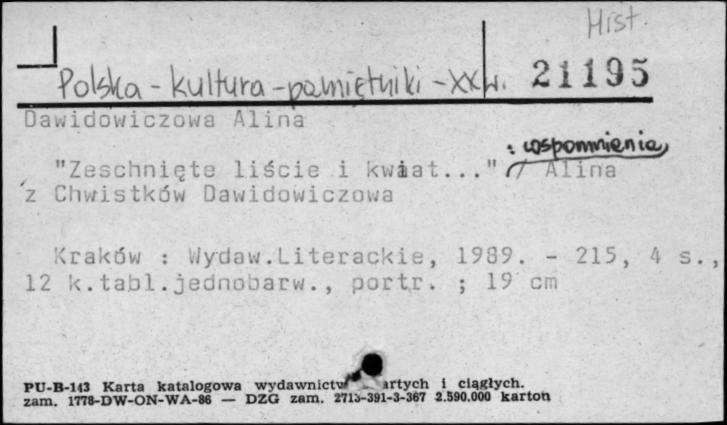 Hist.
Polska - kultura - pamiętniki - XX w. 21195
Dawidowiczowa Alina
: wspomnienia,
"Zeschnięte liście i kwiat..." / Alina
z Chwistków Dawidowiczowa
Kraków : Wydaw.Literackie, 1989. - 215, 4 s.,
12 k.tabl.jednobarw., portr. ; 19 cm
PU-B-143 Karta katalogowa wydawnictw i ciągłych.
zam. 1778-DW-ON-WA-86 — DZG zam. 2713-391-3-367 2.590.000 karton